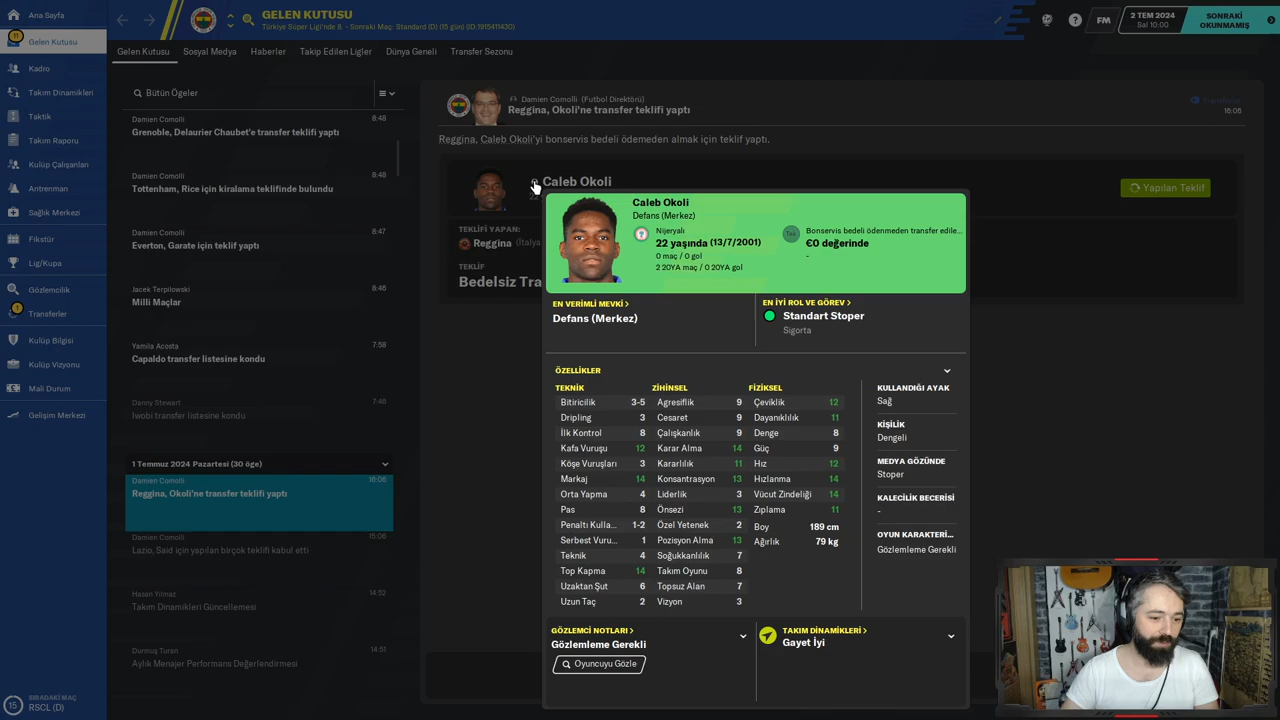 Ana Sayfa
11
Gelen Kutusu
Kadro
Takım Dinamikleri
Taktik
Takım Raporu
Kulüp Çalışanları
Antrenman
Sağlık Merkezi
Fikstür
Lig/Kupa
Gözlemcilik
1
Transferler
Kulüp Bilgisi
Kulüp Vizyonu
Mali Durum
Gelişim Merkezi
15
SIRADAKİ MAÇ
RSCL (D)
GELEN KUTUSU
Türkiye Süper Ligi'nde 8. - Sonraki Maç: Standard (D) (15 gün) (ID:1915411430)
FM
2 TEM 2024
Sal 10:00
SONRAKİ
OKUNMAMIŞ
Gelen Kutusu
Sosyal Medya
Haberler
Takip Edilen Ligler
Dünya Geneli
Transfer Sezonu
Bütün Ögeler
Damien Comolli
8:48
Grenoble, Delaurier Chaubet'e transfer teklifi yaptı
Damien Comolli
8:48
Tottenham, Rice için kiralama teklifinde bulundu
Damien Comolli
8:47
Everton, Garate için teklif yaptı
Jacek Terpilowski
8:46
Milli Maçlar
Yamila Acosta
7:58
Capaldo transfer listesine kondu
Danny Stewart
7:46
Iwobi transfer listesine kondu
1 Temmuz 2024 Pazartesi (30 öge)
Damien Comolli
16:06
Reggina, Okoli'ne transfer teklifi yaptı
Damien Comolli
15:06
Lazio, Said için yapılan birçok teklifi kabul etti
Hasan Yılmaz
14:52
Takım Dinamikleri Güncellemesi
Durmuş Turan
14:51
Aylık Menajer Performans Değerlendirmesi
Damien Comolli (Futbol Direktörü)
Reggina, Okoli'ne transfer teklifi yaptı
Transferler
16:06
Reggina, Caleb Okoli'yi bonservis bedeli ödemeden almak için teklif yaptı.
Caleb Okoli
22
Yapılan Teklif
TEKLİFİ YAPAN:
Reggina (İtalya
TEKLİF
Bedelsiz Tra
Caleb Okoli
Defans (Merkez)
Nijeryalı
22 yaşında (13/7/2001)
0 maç / 0 gol
2 20YA maç / 0 20YA gol
Tek
Bonservis bedeli ödenmeden transfer edile...
€0 değerinde
-
EN VERİMLİ MEVKİ >
Defans (Merkez)
EN İYİ ROL VE GÖREV >
Standart Stoper
Sigorta
ÖZELLİKLER
TEKNİK
Bitiricilik 3-5
Dripling 3
İlk Kontrol 8
Kafa Vuruşu 12
Köşe Vuruşları 3
Markaj 14
Orta Yapma 4
Pas 8
Penaltı Kulla... 1-2
Serbest Vuru... 1
Teknik 4
Top Kapma 14
Uzaktan Şut 6
Uzun Taç 2
ZİHİNSEL
Agresiflik 9
Cesaret 9
Çalışkanlık 9
Karar Alma 14
Kararlılık 11
Konsantrasyon 13
Liderlik 3
Önsezi 13
Özel Yetenek 2
Pozisyon Alma 13
Soğukkanlılık 7
Takım Oyunu 8
Topsuz Alan 7
Vizyon 3
FİZİKSEL
Çeviklik 12
Dayanıklılık 11
Denge 8
Güç 9
Hız 12
Hızlanma 14
Vücut Zindeliği 14
Zıplama 11
Boy 189 cm
Ağırlık 79 kg
KULLANDIĞI AYAK
Sağ
KİŞİLİK
Dengeli
MEDYA GÖZÜNDE
Stoper
KALECİLİK BECERİSİ
-
OYUN KARAKTERİ...
Gözlemleme Gerekli
GÖZLEMCİ NOTLARI >
Gözlemleme Gerekli
Oyuncuyu Gözle
TAKIM DİNAMİKLERİ >
Gayet İyi